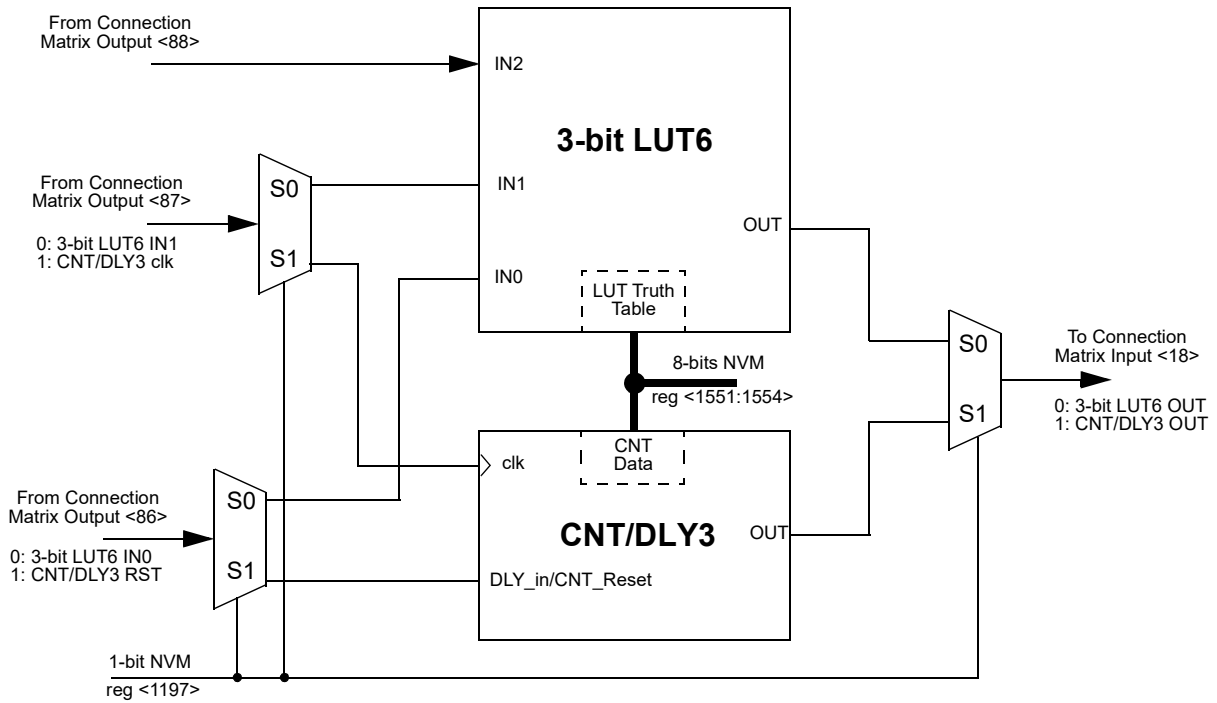 From Connection
Matrix Output <88>
IN2
3-bit LUT6
From Connection
Matrix Output <87>
0: 3-bit LUT6 IN1
1: CNT/DLY3 clk
S0
S1
IN1
IN0
OUT
LUT Truth
Table
8-bits NVM
reg <1551:1554>
S0
S1
To Connection
Matrix Input <18>
0: 3-bit LUT6 OUT
1: CNT/DLY3 OUT
CNT
Data
clk
CNT/DLY3
OUT
DLY_in/CNT_Reset
From Connection
Matrix Output <86>
0: 3-bit LUT6 IN0
1: CNT/DLY3 RST
S0
S1
1-bit NVM
reg <1197>